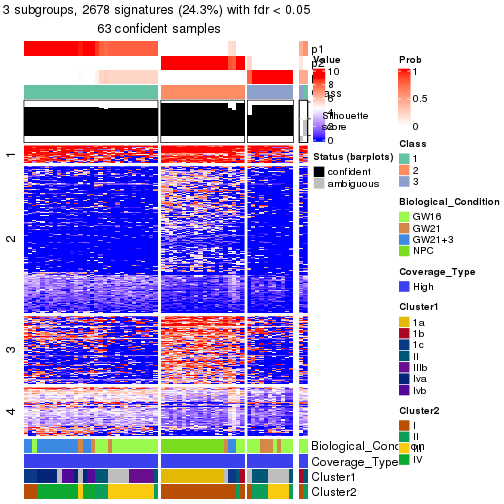 3 subgroups, 2678 signatures (24.3%) with fdr < 0.05
63 confident samples
p1
p2
Class
Silhouette
score
1
2
3
4
Biological_Condition
Coverage_Type
Cluster1
Cluster2
Value
10
8
6
4
2
0
Status (barplots)
confident
ambiguous
Prob
1
0.5
0
Class
1
2
3
Biological_Condition
GW16
GW21
GW21+3
NPC
Coverage_Type
High
Cluster1
1a
1b
1c
II
IIIb
Iva
Ivb
Cluster2
I
II
III
IV